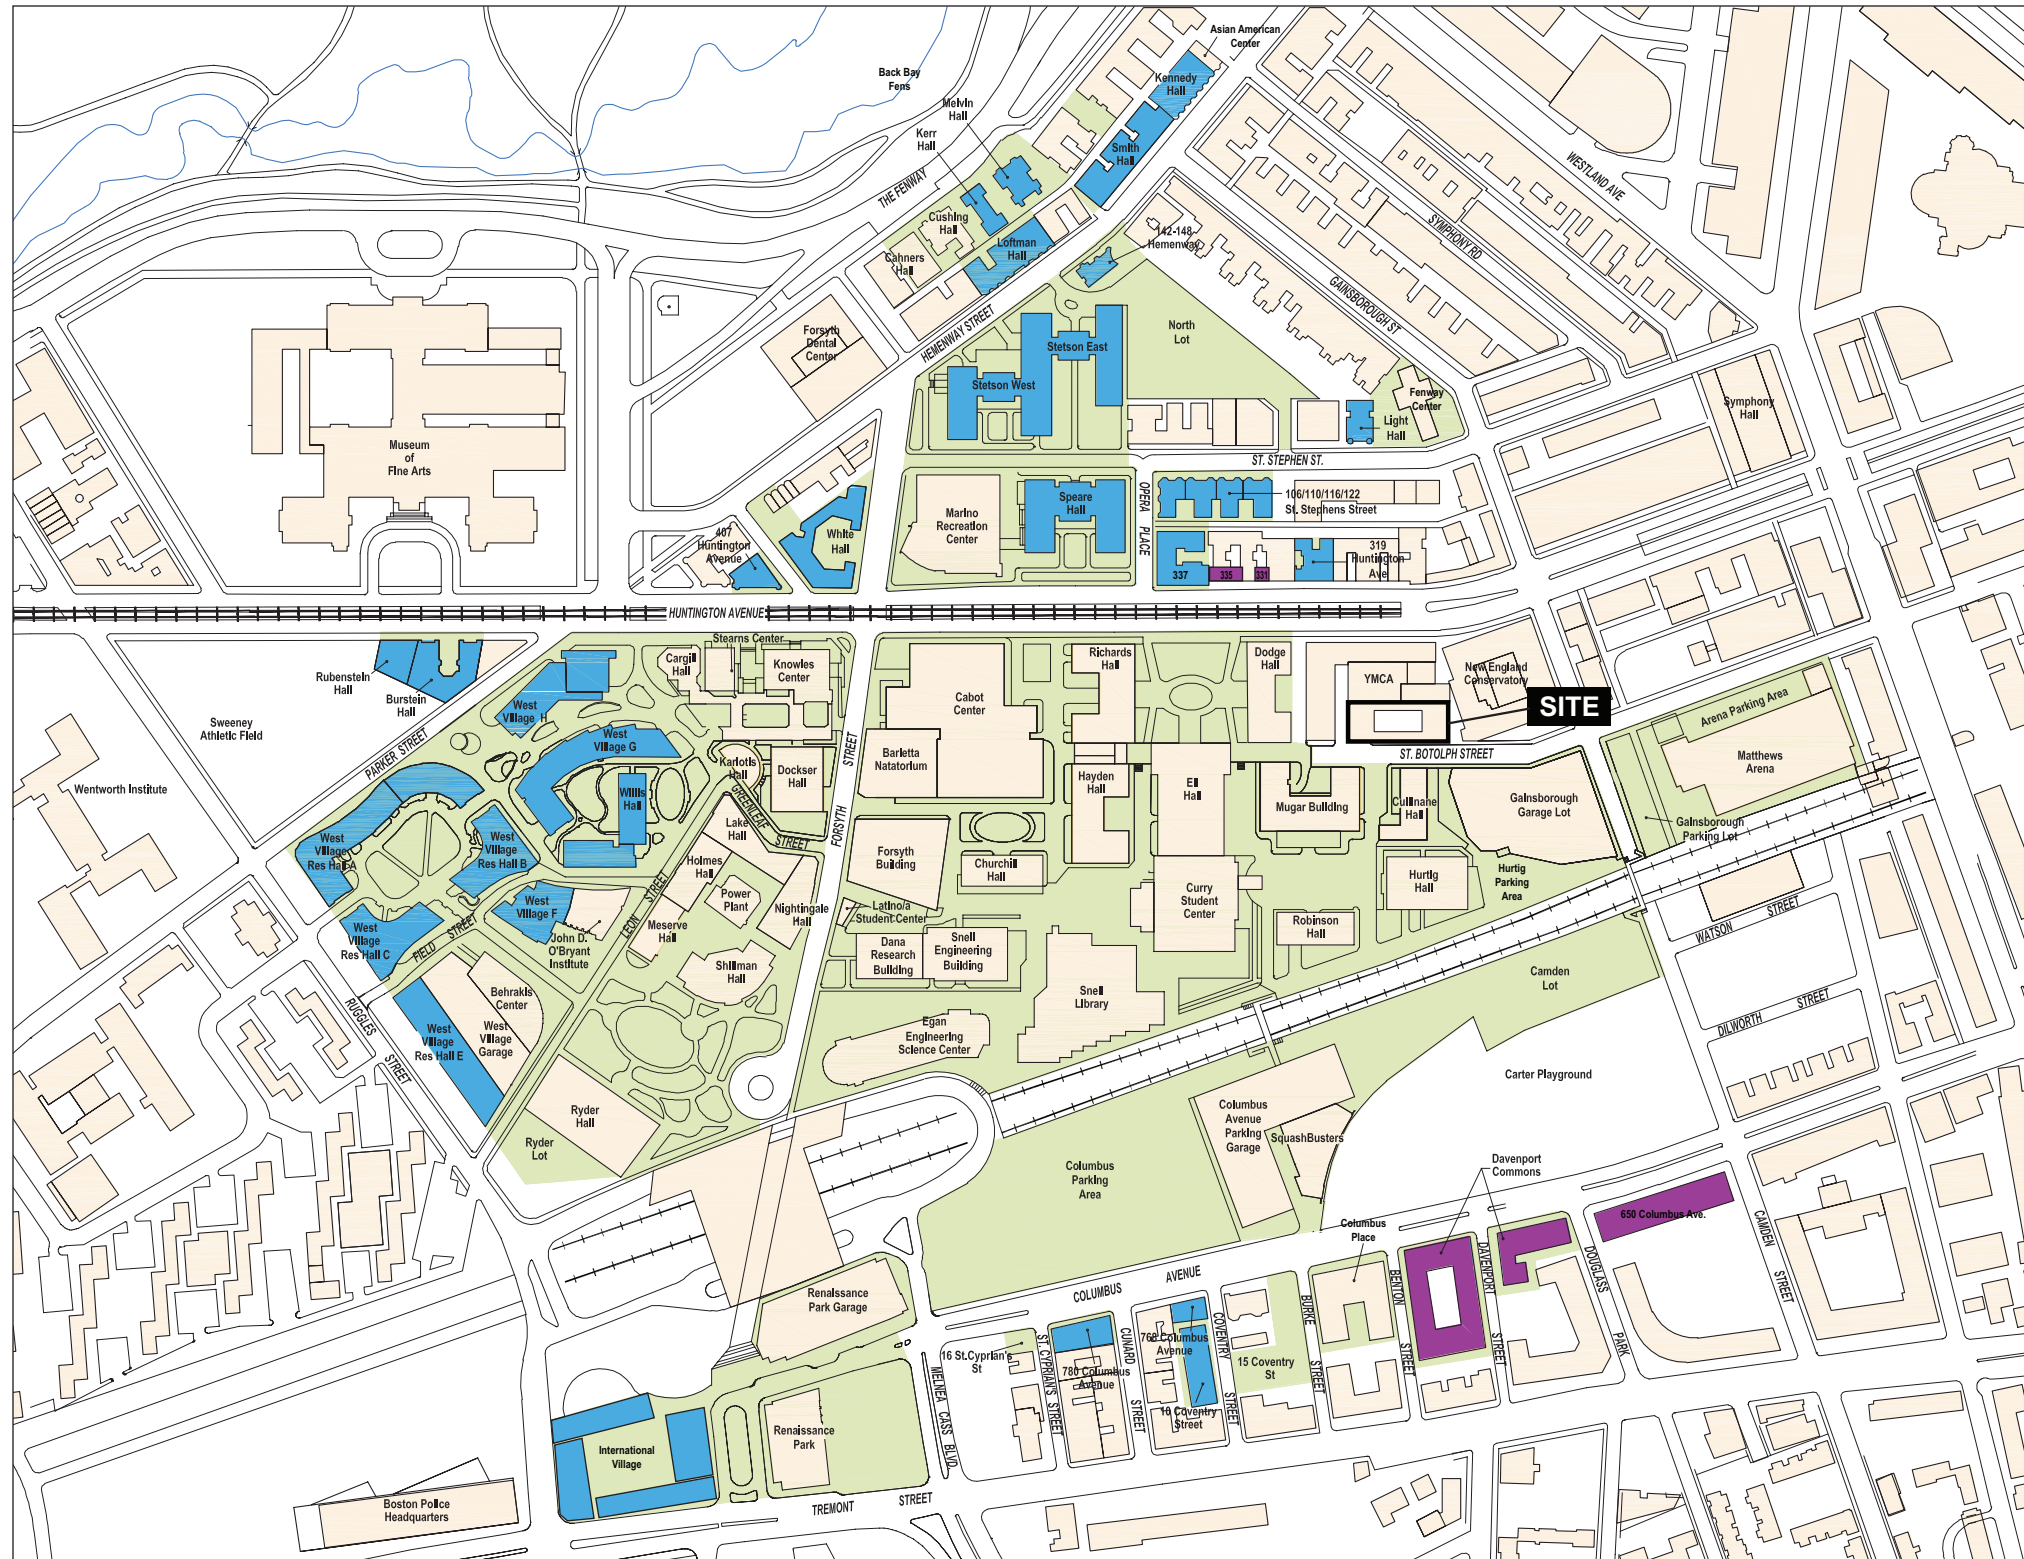 Asian American
Center
Kennedy
Hall
Back Bay
Fens
Melvin
Hall
Kerr
Hall
Smith
Hall
WESTLAND AVE
THE FENWAY
Cushing
Hall
Loftman
Hall
142-148
Hemenway
SYMPHONY RD
Cahners
Hall
GAINSBOROUGH ST
HEMENWAY STREET
Forsyth
Dental
Center
North
Lot
Stetson East
Stetson West
Fenway
Center
Symphony
Hall
Light
Hall
Museum
of
Fine Arts
ST. STEPHEN ST.
Speare
Hall
OPERA PLACE
106/110/116/122
St. Stephens Street
Marino
Recreation
Center
White
Hall
407
Huntington
Avenue
319
Huntington
Ave
337
335
331
HUNTINGTON AVENUE
Stearns Center
Cargill
Hall
Knowles
Center
Richards
Hall
Dodge
Hall
YMCA
New England
Conservatory
Rubenstein
Hall
Burstein
Hall
Cabot
Center
SITE
Arena Parking Area
West
Village H
Sweeney
Athletic Field
PARKER STREET
West
Village G
STREET
Barletta
Natatorium
ST. BOTOLPH STREET
Matthews
Arena
Karlotis
Hall
Dockser
Hall
Wentworth Institute
Willis
Hall
Hayden
Hall
Ell
Hall
Mugar Building
Cullinane
Hall
Gainsborough
Garage Lot
GREENLEAF
STREET
FORSYTH
Lake
Hall
Gainsborough
Parking Lot
West
Village
Res Hall A
West
Village
Res Hall B
Holmes
Hall
Forsyth
Building
Churchill
Hall
Hurtig
Hall
Hurtig
Parking
Area
Curry
Student
Center
Power
Plant
Nightingale
Hall
Latino/a
Student Center
West
Village F
STREET
LEON
Meserve
Hall
Robinson
Hall
WATSON STREET
West
Village
Res Hall C
FIELD STREET
John D.
O'Bryant
Institute
Dana
Research
Building
Snell
Engineering
Building
Shillman
Hall
Camden
Lot
Behrakis
Center
Snell
Library
DILWORTH STREET
RUGGLES
STREET
West
Village
Res Hall E
West
Village
Garage
Egan
Engineering
Science Center
Carter Playground
Ryder
Hall
Columbus
Avenue
Parking
Garage
SquashBusters
Ryder
Lot
Columbus
Parking
Area
Davenport
Commons
650 Columbus Ave.
Columbus
Place
CAMDEN
STREET
BENTON
STREET
DAVENPORT
STREET
DOUGLASS
PARK
COLUMBUS AVENUE
BURKE
STREET
Renaissance
Park Garage
COVENTRY
STREET
CUNARD
STREET
768 Columbus
Avenue
16 St.Cyprian's
St
ST. CYPRIAN'S STREET
780 Columbus
Avenue
15 Coventry
St
10 Coventry
Street
MELNEA CASS BLVD.
Renaissance
Park
International
Village
Boston Police
Headquarters
TREMONT STREET